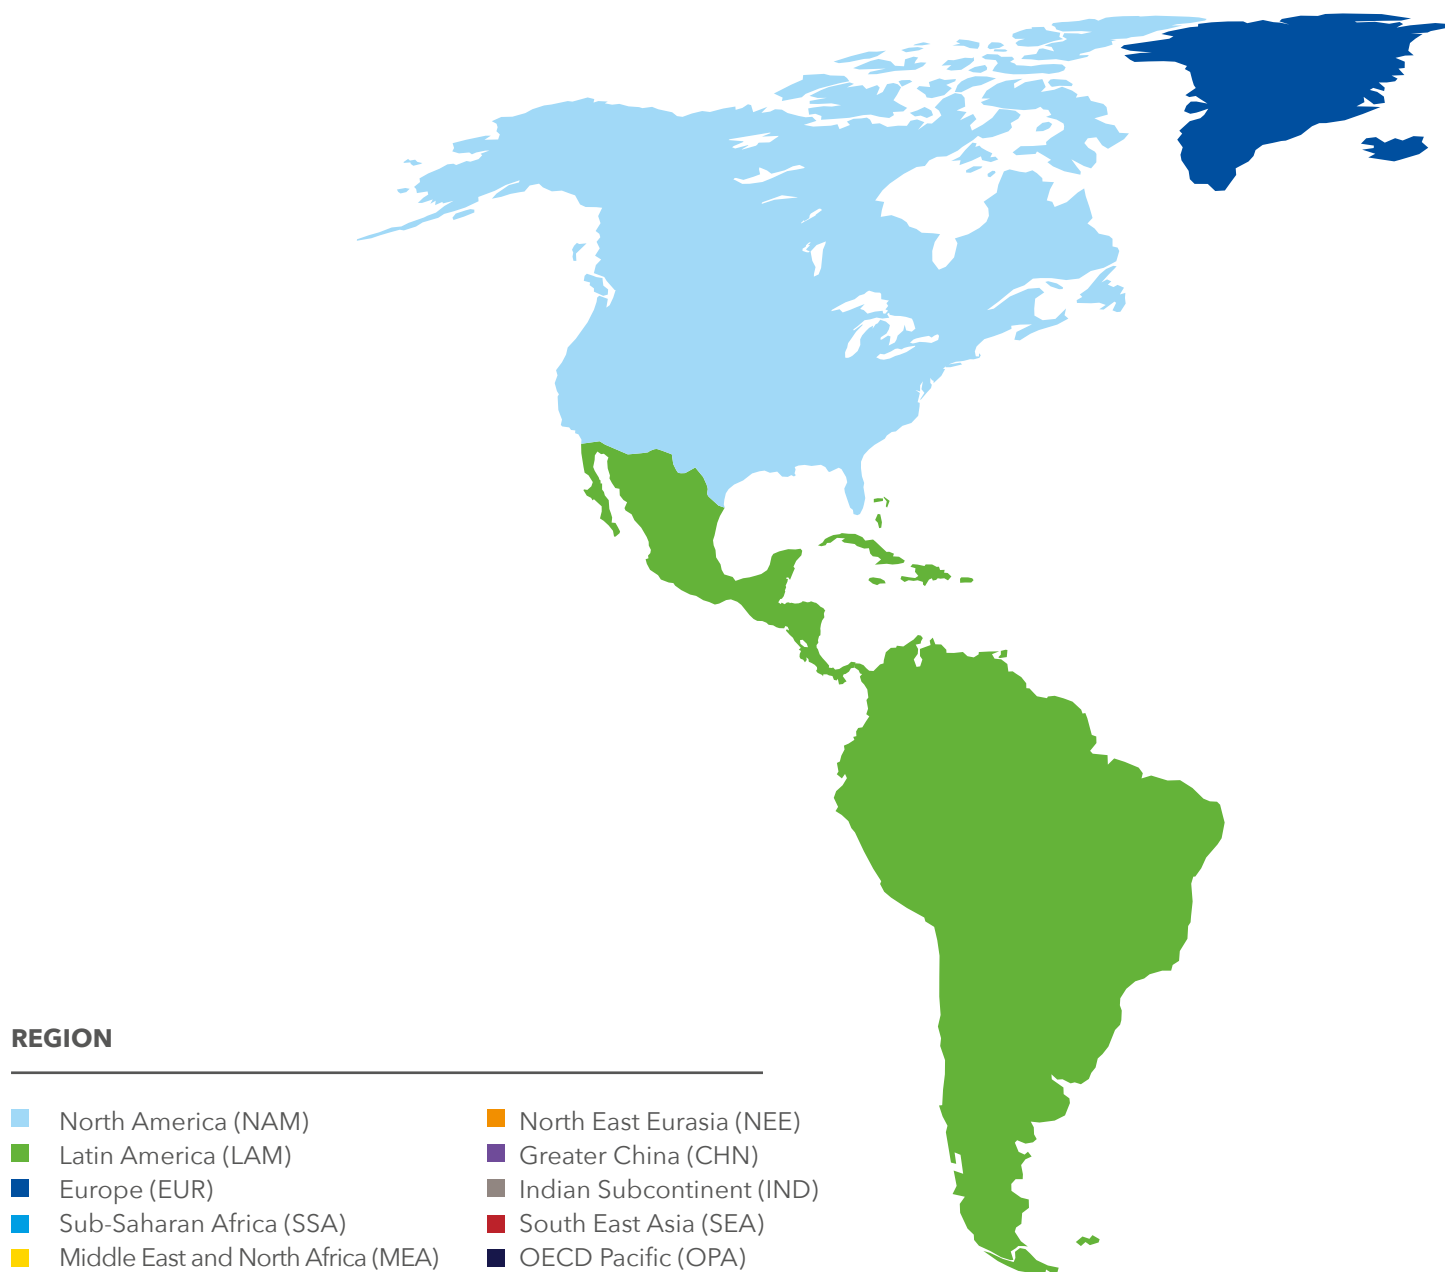 REGION
North America (NAM)
Latin America (LAM)
Europe (EUR)
Sub-Saharan Africa (SSA)
Middle East and North Africa (MEA)
North East Eurasia (NEE)
Greater China (CHN)
Indian Subcontinent (IND)
South East Asia (SEA)
OECD Pacific (OPA)